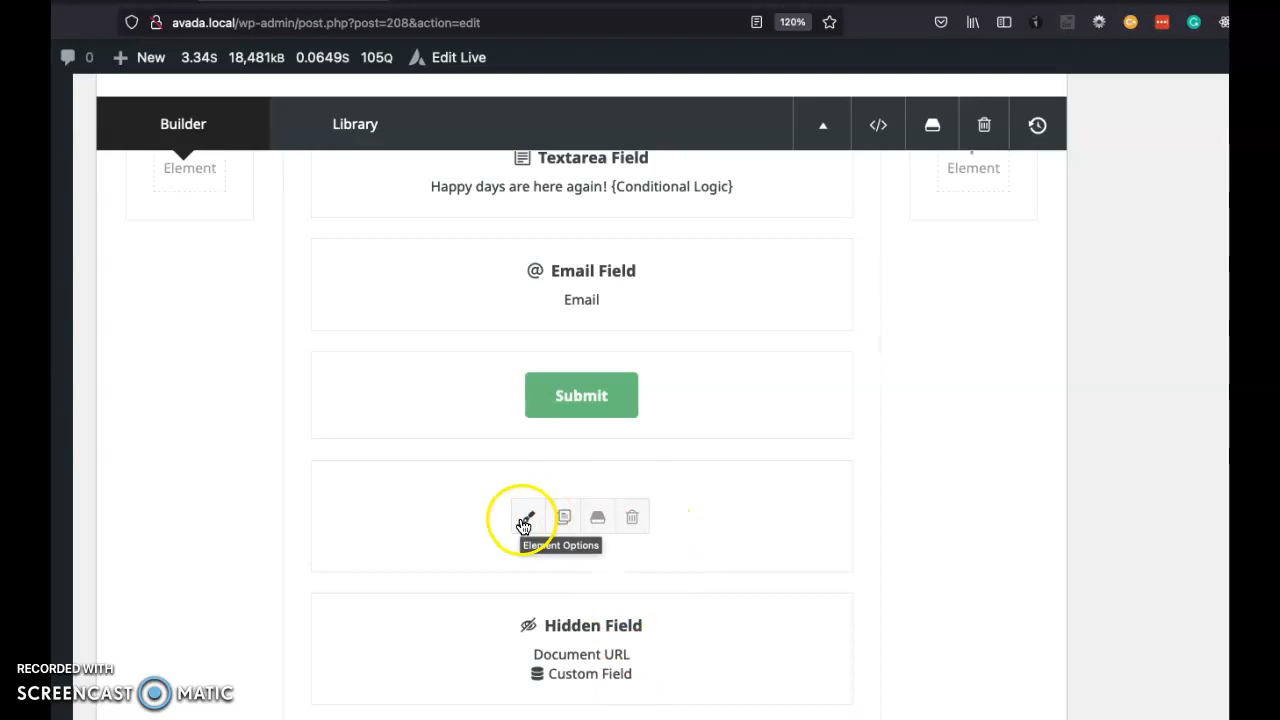 avada.local/wp-admin/post.php?post=208&action=edit
120%
0 New 3.34S 18,481kB 0.0649S 105Q Edit Live
Builder
Library
Element
Element
Textarea Field
Happy days are here again! {Conditional Logic}
@ Email Field
Email
Submit
Element Options
Hidden Field
Document URL
Custom Field
RECORDED WITH
SCREENCAST MATIC